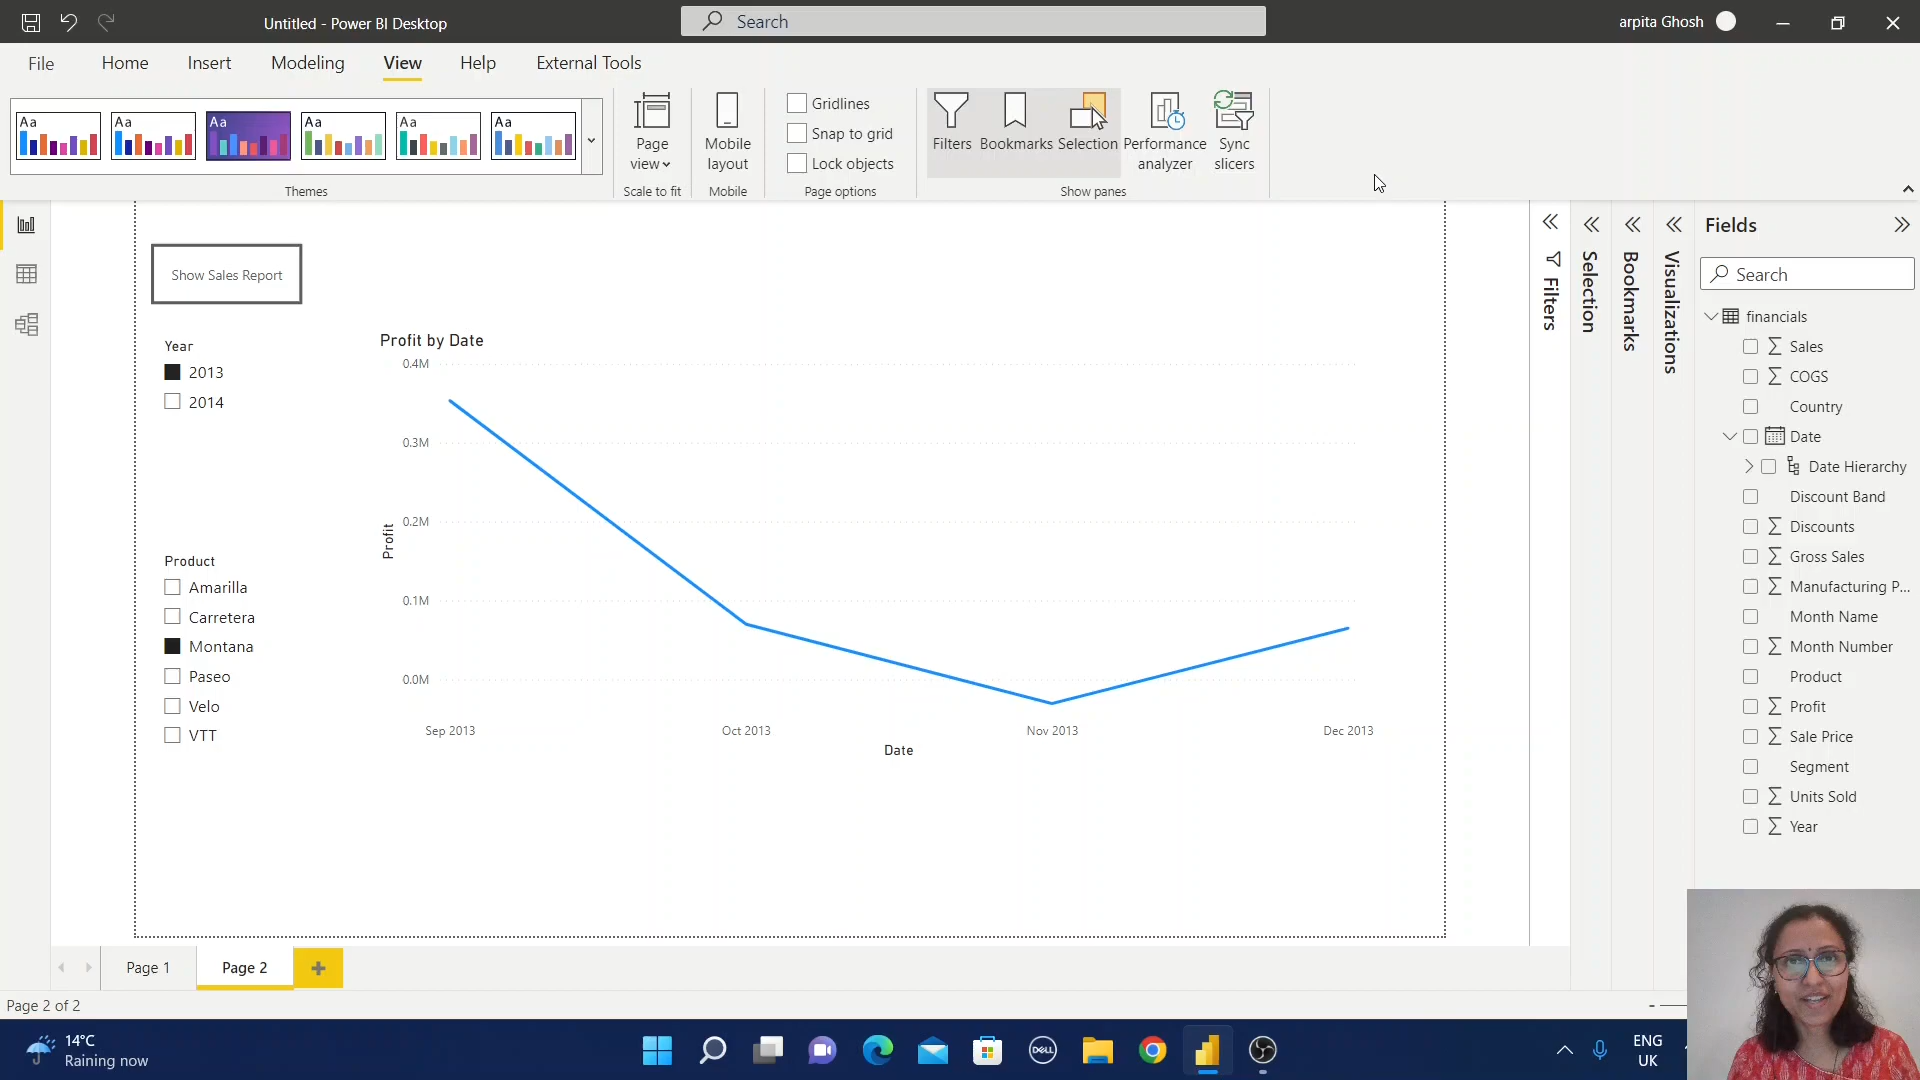 Untitled - Power BI Desktop
Search
arpita Ghosh
File
Home
Insert
Modeling
View
Help
External Tools
Aa
Aa
Aa
Aa
Aa
Aa
Themes
Page
view
Scale to fit
Mobile
layout
Mobile
Gridlines
Snap to grid
Lock objects
Page options
Filters
Bookmarks
Selection
Performance
analyzer
Sync
slicers
Show panes
Show Sales Report
Year
2013
2014
Product
Amarilla
Carretera
Montana
Paseo
Velo
VTT
Profit by Date
0.4M
0.3M
0.2M
0.1M
0.0M
Profit
Sep 2013
Oct 2013
Nov 2013
Dec 2013
Date
Filters
Selection
Bookmarks
Visualizations
Fields
Search
financials
Sales
COGS
Country
Date
Date Hierarchy
Discount Band
Discounts
Gross Sales
Manufacturing P...
Month Name
Month Number
Product
Profit
Sale Price
Segment
Units Sold
Year
Page 1
Page 2
Page 2 of 2
14°C
Raining now
DELL
ENG
UK